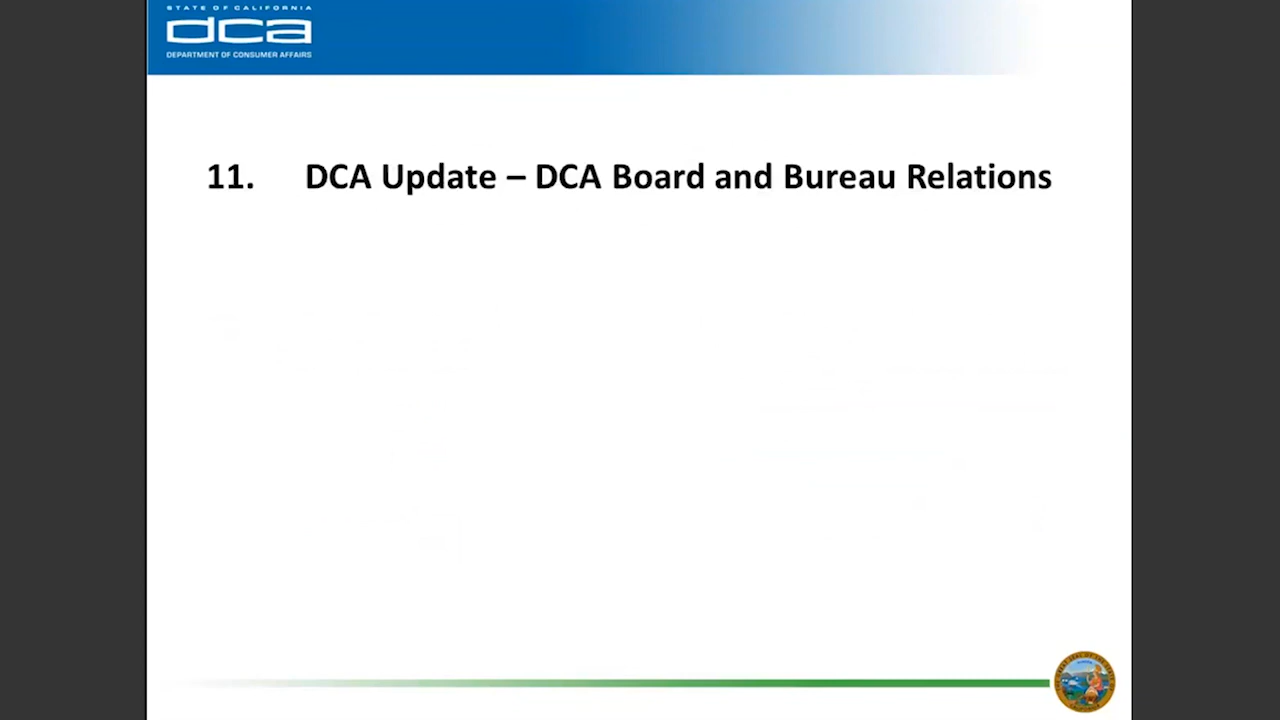 STATE OF CALIFORNIA
dca
DEPARTMENT OF CONSUMER AFFAIRS
11. DCA Update – DCA Board and Bureau Relations